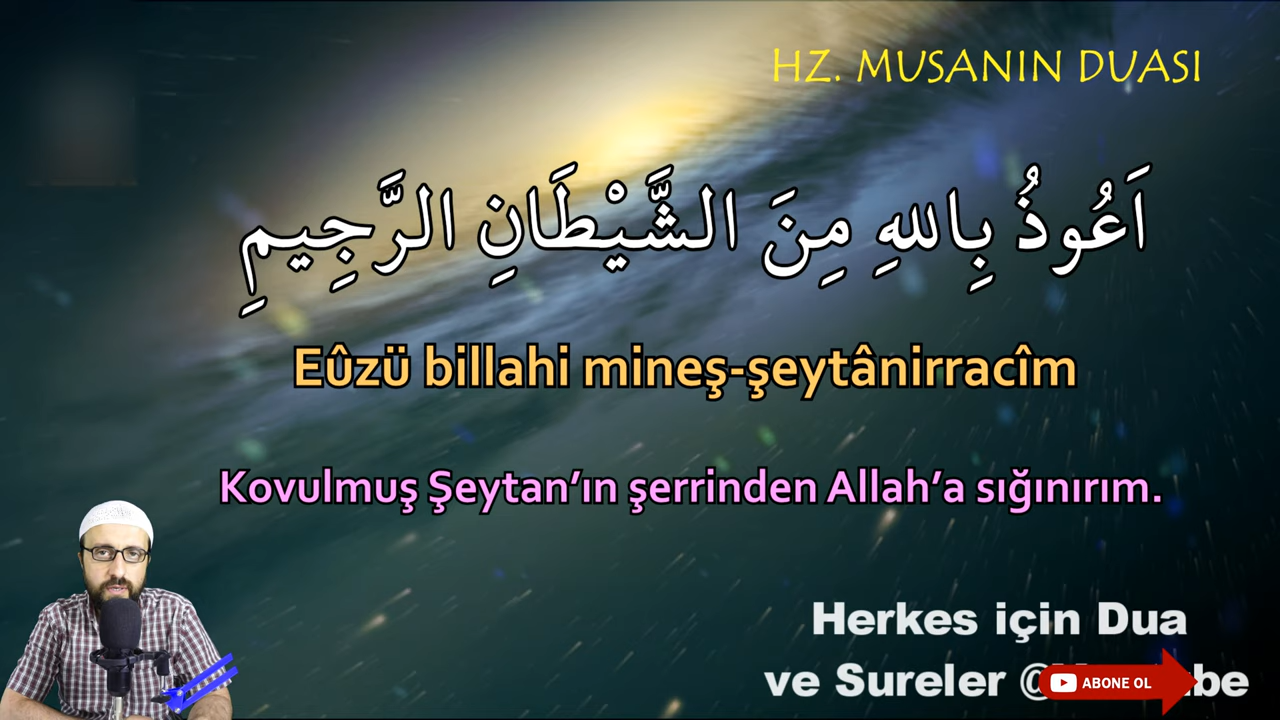 HZ. MUSANIN DUASI
اَعُوذُ بِاللهِ مِنَ الشَّيْطَانِ الرَّجِيمِ
Eûzü billahi mineş-şeytânirracîm
Kovulmuş Şeytan’ın şerrinden Allah’a sığınırım.
Herkes için Dua
ve Sureler
ABONE OL